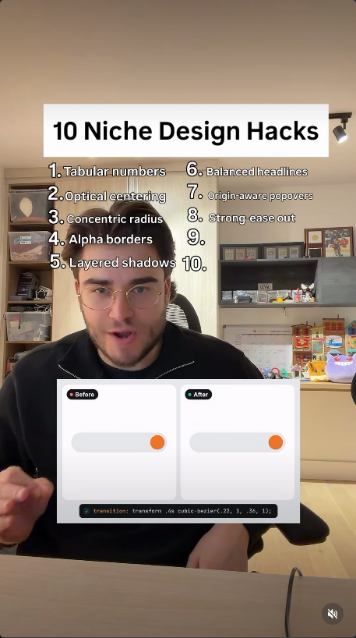 10 Niche Design Hacks
1. Tabular numbers
2. Optical centering
3. Concentric radius
4. Alpha borders
5. Layered shadows
6. Balanced headlines
7. Origin-aware popovers
8. Strong ease out
9.
10.
Before
After
transition: transform .6s cubic-bezier(.22, 1, .36, 1);